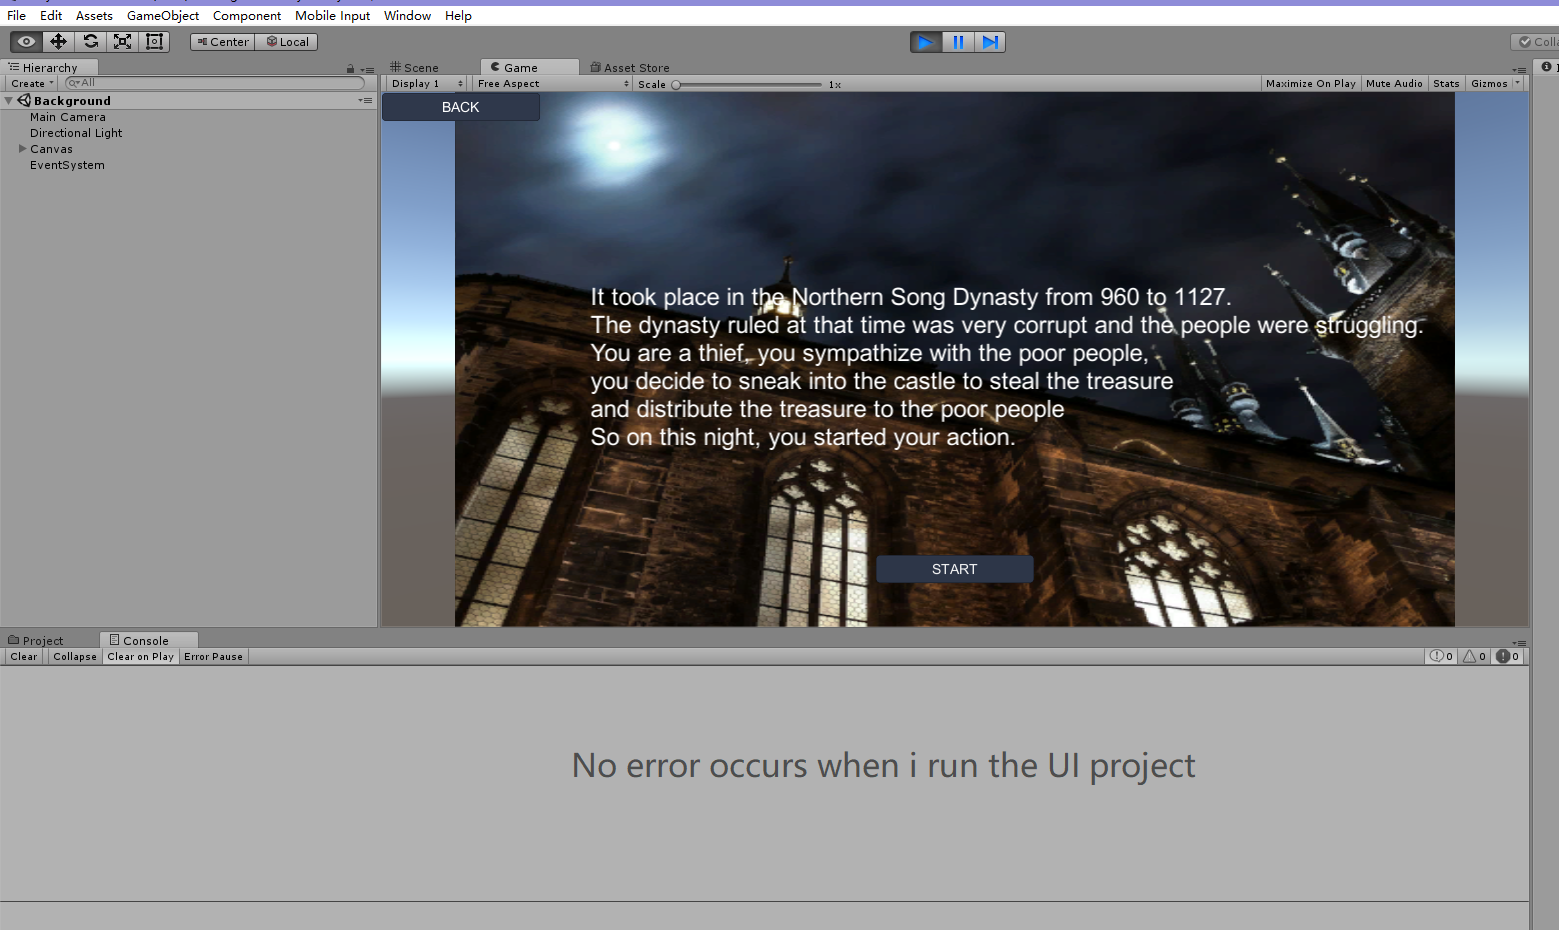 File Edit Assets GameObject Component Mobile Input Window Help
Center Local
Hierarchy
Create All
Background
Main Camera
Directional Light
Canvas
EventSystem
Scene Game Asset Store
Display 1 Free Aspect Scale 1x Maximize On Play Mute Audio Stats Gizmos
BACK
It took place in the Northern Song Dynasty from 960 to 1127.
The dynasty ruled at that time was very corrupt and the people were struggling.
You are a thief, you sympathize with the poor people,
you decide to sneak into the castle to steal the treasure
and distribute the treasure to the poor people
So on this night, you started your action.
START
Project Console
Clear Collapse Clear on Play Error Pause 0 0 0
No error occurs when i run the UI project